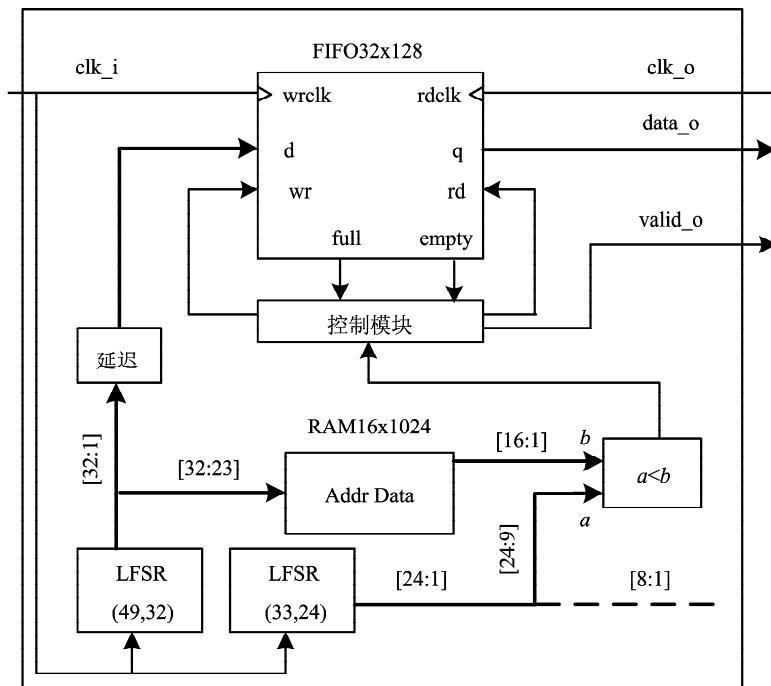 FIFO32x128
clk_i
clk_o
wrclk
rdclk
data_o
d
q
wr
rd
valid_o
full
empty
控制模块
延迟
RAM16x1024
[32:1]
[32:23]
[16:1]
b
Addr Data
a<b
a
[24:9]
LFSR
(49,32)
LFSR
(33,24)
[24:1]
[8:1]